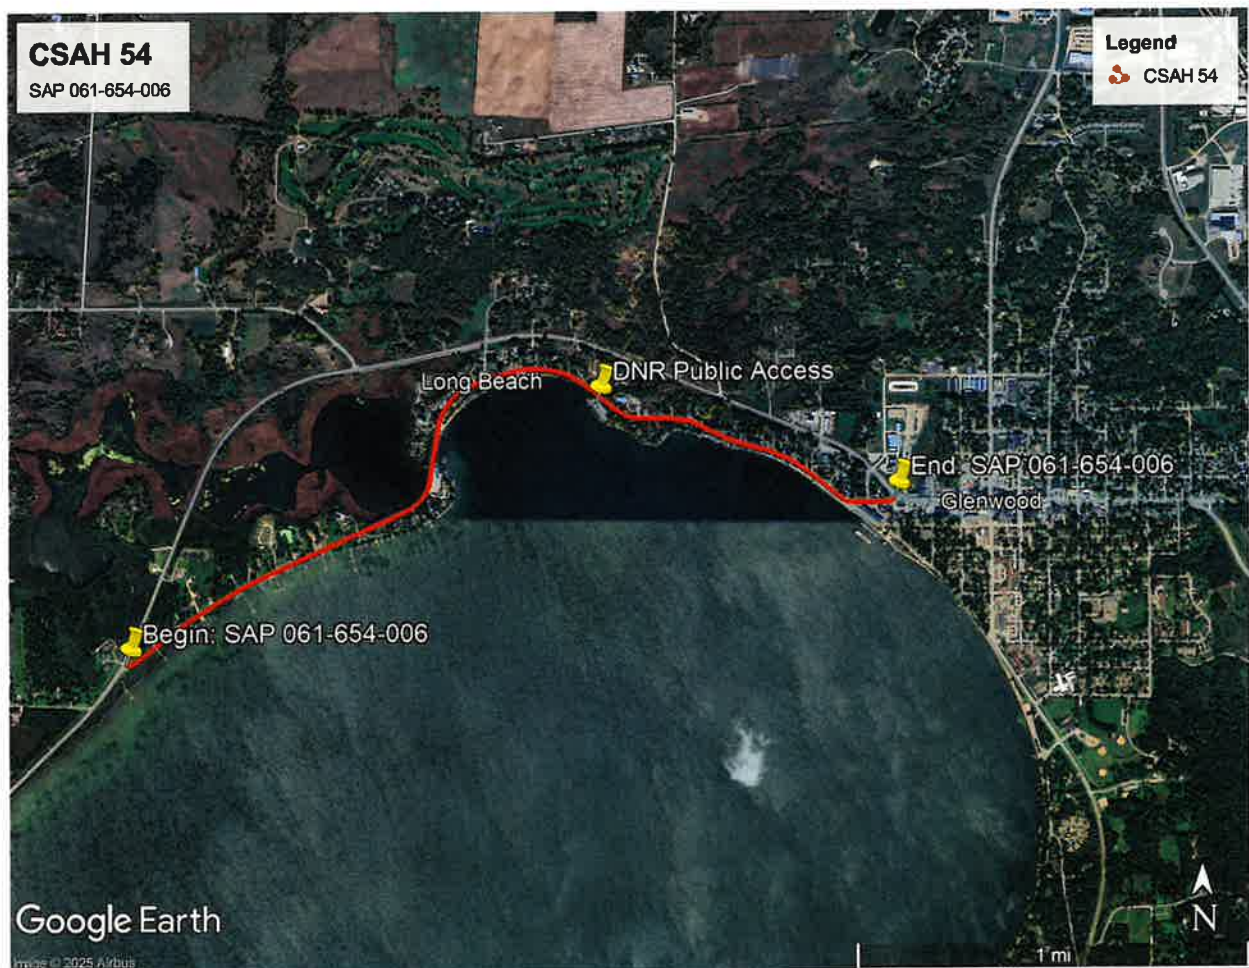 CSAH 54
SAP 061-654-006
Legend
CSAH 54
Long Beach
DNR Public Access
End: SAP 061-654-006
Glenwood
Begin: SAP 061-654-006
Google Earth
Image © 2025 Airbus
N
1 mi